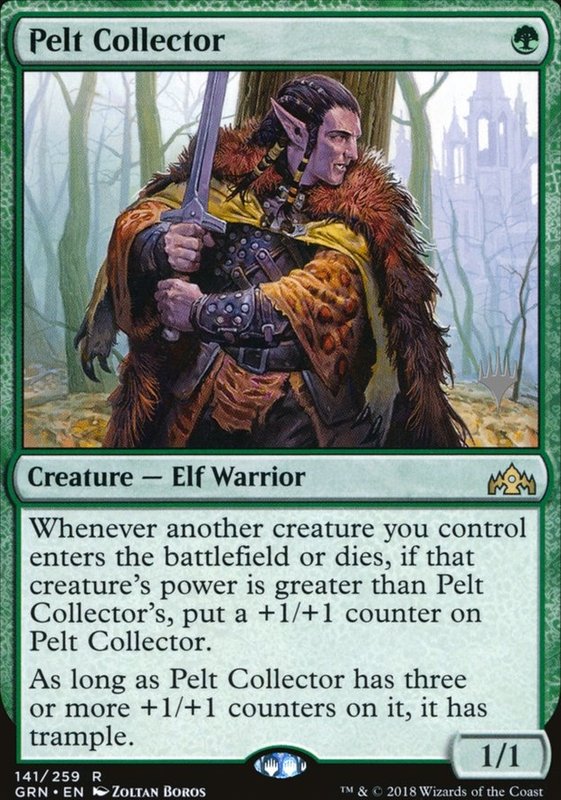 Pelt Collector
Creature — Elf Warrior
Whenever another creature you control
enters the battlefield or dies, if that
creature's power is greater than Pelt
Collector's, put a +1/+1 counter on
Pelt Collector.
As long as Pelt Collector has three
or more +1/+1 counters on it, it has
trample.
1/1
141/259 R
GRN • EN Zoltan Boros
™ & © 2018 Wizards of the Coast